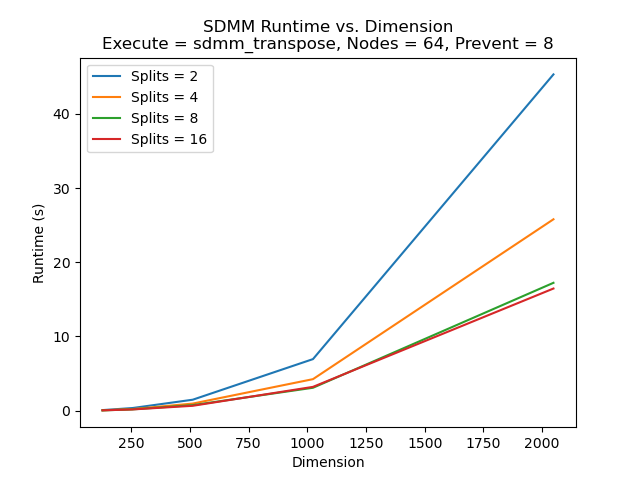 SDMM Runtime vs. Dimension
Execute = sdmm_transpose, Nodes = 64, Prevent = 8
Splits = 2
Splits = 4
Splits = 8
Splits = 16
40
30
20
10
0
Runtime (s)
250 500 750 1000 1250 1500 1750 2000
Dimension